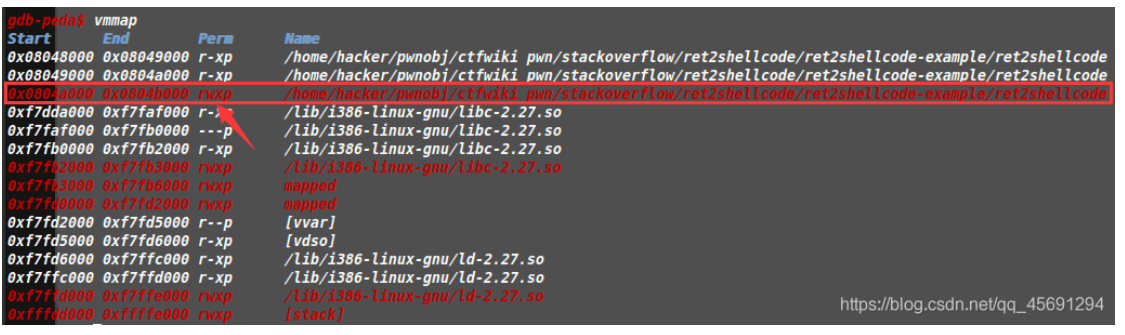 gdb-peda$ vmmap
Start End Perm Name
0x08048000 0x08049000 r-xp /home/hacker/pwnobj/ctfwiki pwn/stackoverflow/ret2shellcode/ret2shellcode-example/ret2shellcode
0x08049000 0x0804a000 r-xp /home/hacker/pwnobj/ctfwiki pwn/stackoverflow/ret2shellcode/ret2shellcode-example/ret2shellcode
0x0804a000 0x0804b000 rwxp /home/hacker/pwnobj/ctfwiki pwn/stackoverflow/ret2shellcode/ret2shellcode-example/ret2shellcode
0xf7dda000 0xf7faf000 r-xp /lib/i386-linux-gnu/libc-2.27.so
0xf7faf000 0xf7fb0000 ---p /lib/i386-linux-gnu/libc-2.27.so
0xf7fb0000 0xf7fb2000 r-xp /lib/i386-linux-gnu/libc-2.27.so
0xf7fb2000 0xf7fb3000 rwxp /lib/i386-linux-gnu/libc-2.27.so
0xf7fb3000 0xf7fb6000 rwxp mapped
0xf7fd0000 0xf7fd2000 rwxp mapped
0xf7fd2000 0xf7fd5000 r--p [vvar]
0xf7fd5000 0xf7fd6000 r-xp [vdso]
0xf7fd6000 0xf7ffc000 r-xp /lib/i386-linux-gnu/ld-2.27.so
0xf7ffc000 0xf7ffd000 r-xp /lib/i386-linux-gnu/ld-2.27.so
0xf7ffd000 0xf7ffe000 rwxp /lib/i386-linux-gnu/ld-2.27.so
0xfffdd000 0xffffe000 rwxp [stack]
https://blog.csdn.net/qq_45691294